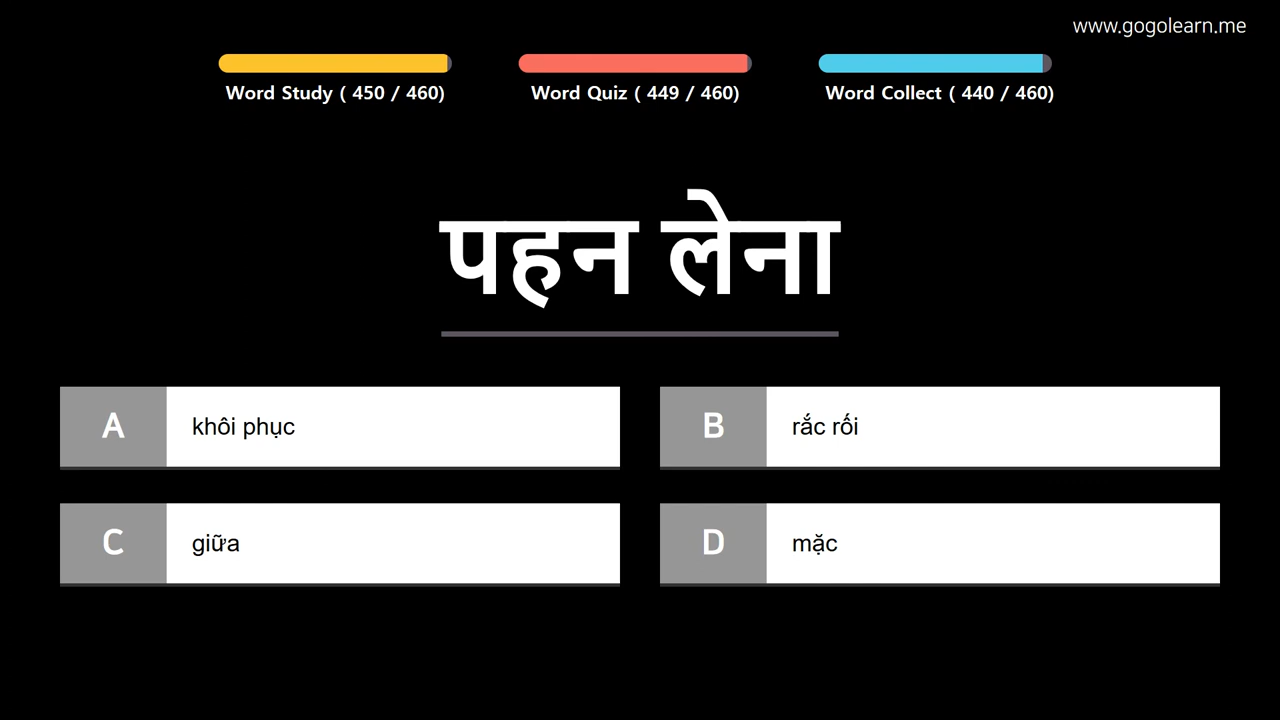 www.gogolearn.me
Word Study ( 450 / 460)
Word Quiz ( 449 / 460)
Word Collect ( 440 / 460)
पहन लेना
A khôi phục
B rắc rối
C giữa
D mặc